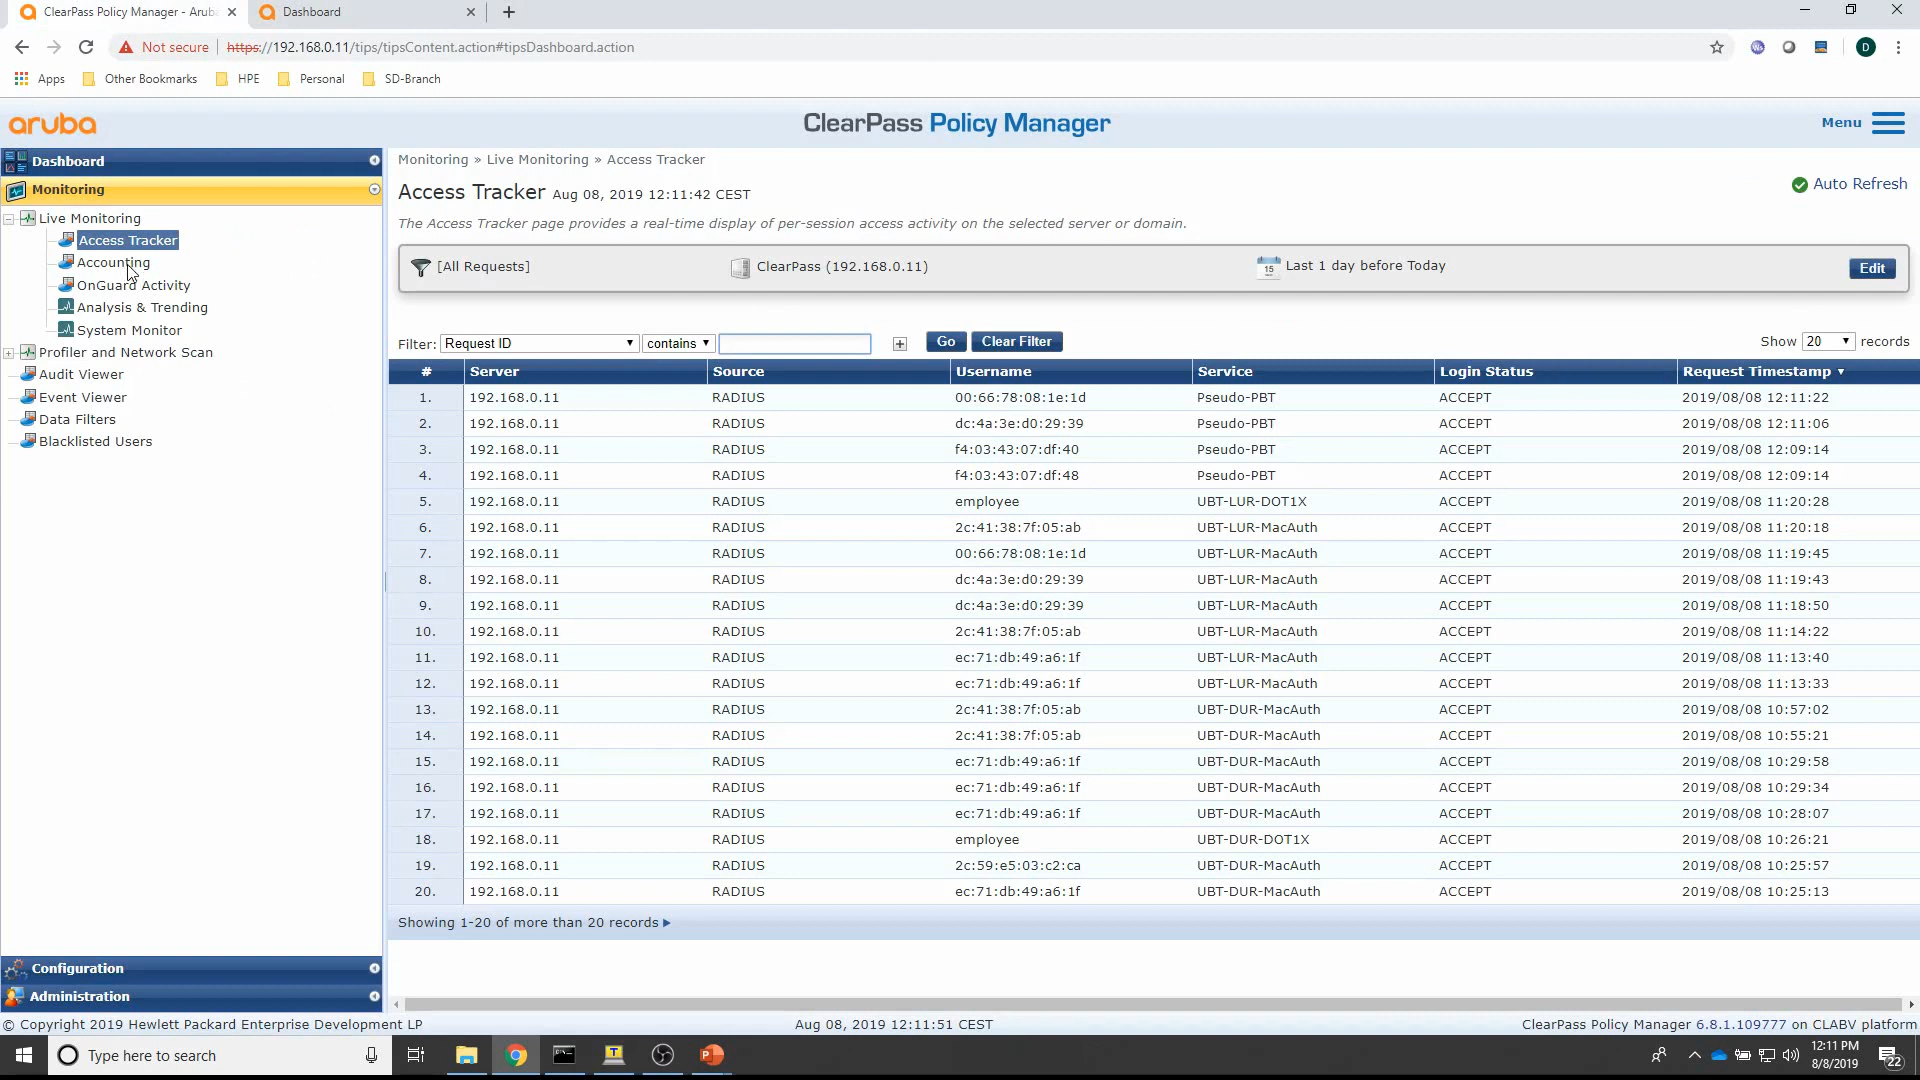 ClearPass Policy Manager - Aruba
Dashboard
Not secure
https://192.168.0.11/tips/tipsContent.action#tipsDashboard.action
D
Apps
Other Bookmarks
HPE
Personal
SD-Branch
aruba
ClearPass Policy Manager
Menu
Dashboard
Monitoring
Live Monitoring
Access Tracker
Accounting
OnGuard Activity
Analysis & Trending
System Monitor
Profiler and Network Scan
Audit Viewer
Event Viewer
Data Filters
Blacklisted Users
Configuration
Administration
Monitoring » Live Monitoring » Access Tracker
Access Tracker Aug 08, 2019 12:11:42 CEST
Auto Refresh
The Access Tracker page provides a real-time display of per-session access activity on the selected server or domain.
[All Requests] ClearPass (192.168.0.11) 15 Last 1 day before Today Edit
Filter: Request ID contains Go Clear Filter Show 20 records
# Server Source Username Service Login Status Request Timestamp
1. 192.168.0.11 RADIUS 00:66:78:08:1e:1d Pseudo-PBT ACCEPT 2019/08/08 12:11:22
2. 192.168.0.11 RADIUS dc:4a:3e:d0:29:39 Pseudo-PBT ACCEPT 2019/08/08 12:11:06
3. 192.168.0.11 RADIUS f4:03:43:07:df:40 Pseudo-PBT ACCEPT 2019/08/08 12:09:14
4. 192.168.0.11 RADIUS f4:03:43:07:df:48 Pseudo-PBT ACCEPT 2019/08/08 12:09:14
5. 192.168.0.11 RADIUS employee UBT-LUR-DOT1X ACCEPT 2019/08/08 11:20:28
6. 192.168.0.11 RADIUS 2c:41:38:7f:05:ab UBT-LUR-MacAuth ACCEPT 2019/08/08 11:20:18
7. 192.168.0.11 RADIUS 00:66:78:08:1e:1d UBT-LUR-MacAuth ACCEPT 2019/08/08 11:19:45
8. 192.168.0.11 RADIUS dc:4a:3e:d0:29:39 UBT-LUR-MacAuth ACCEPT 2019/08/08 11:19:43
9. 192.168.0.11 RADIUS dc:4a:3e:d0:29:39 UBT-LUR-MacAuth ACCEPT 2019/08/08 11:18:50
10. 192.168.0.11 RADIUS 2c:41:38:7f:05:ab UBT-LUR-MacAuth ACCEPT 2019/08/08 11:14:22
11. 192.168.0.11 RADIUS ec:71:db:49:a6:1f UBT-LUR-MacAuth ACCEPT 2019/08/08 11:13:40
12. 192.168.0.11 RADIUS ec:71:db:49:a6:1f UBT-LUR-MacAuth ACCEPT 2019/08/08 11:13:33
13. 192.168.0.11 RADIUS 2c:41:38:7f:05:ab UBT-DUR-MacAuth ACCEPT 2019/08/08 10:57:02
14. 192.168.0.11 RADIUS 2c:41:38:7f:05:ab UBT-DUR-MacAuth ACCEPT 2019/08/08 10:55:21
15. 192.168.0.11 RADIUS ec:71:db:49:a6:1f UBT-DUR-MacAuth ACCEPT 2019/08/08 10:29:58
16. 192.168.0.11 RADIUS ec:71:db:49:a6:1f UBT-DUR-MacAuth ACCEPT 2019/08/08 10:29:34
17. 192.168.0.11 RADIUS ec:71:db:49:a6:1f UBT-DUR-MacAuth ACCEPT 2019/08/08 10:28:07
18. 192.168.0.11 RADIUS employee UBT-DUR-DOT1X ACCEPT 2019/08/08 10:26:21
19. 192.168.0.11 RADIUS 2c:59:e5:03:c2:ca UBT-DUR-MacAuth ACCEPT 2019/08/08 10:25:57
20. 192.168.0.11 RADIUS ec:71:db:49:a6:1f UBT-DUR-MacAuth ACCEPT 2019/08/08 10:25:13
Showing 1-20 of more than 20 records
© Copyright 2019 Hewlett Packard Enterprise Development LP Aug 08, 2019 12:11:51 CEST ClearPass Policy Manager 6.8.1.109777 on CLABV platform
Type here to search
12:11 PM
8/8/2019
22